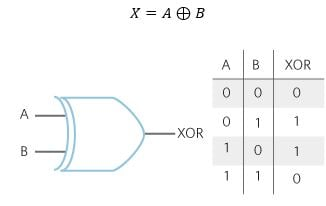 X = A ⊕ B
A B XOR
0 0 0
0 1 1
1 0 1
1 1 0
A
B
XOR